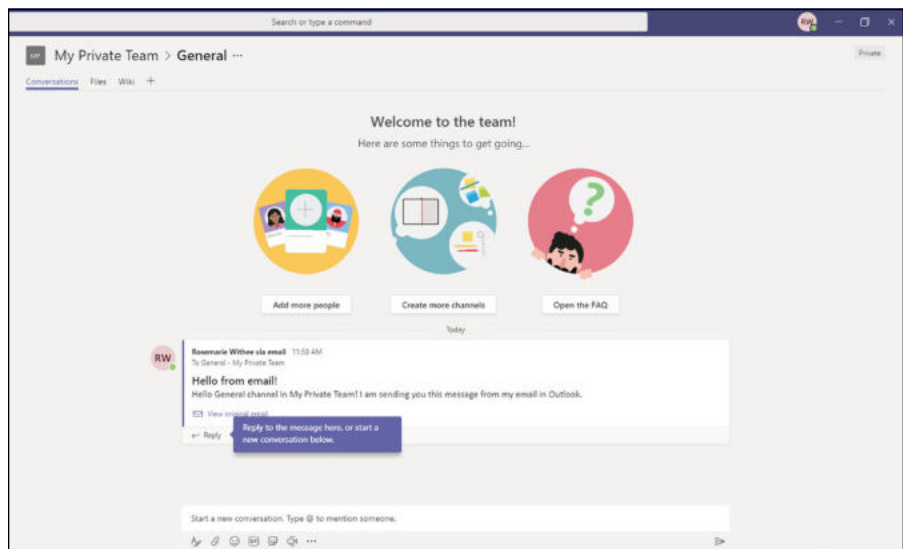 Search or type a command
RW
MP My Private Team > General ...
Private
Conversations Files Wiki +
Welcome to the team!
Here are some things to get going...
Add more people
Create more channels
Open the FAQ
Today
RW
Rosemarie Withee via email 11:53 AM
To General - My Private Team
Hello from email!
Hello General channel in My Private Team! I am sending you this message from my email in Outlook.
View original email
Reply
Reply to the message here, or start a
new conversation below.
Start a new conversation. Type @ to mention someone.
GIF